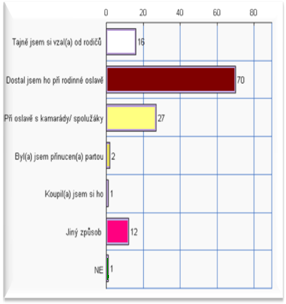 0 20 40 60 80
Tajně jsem si vzal(a) od rodičů 16
Dostal jsem ho při rodinné oslavě 70
Při oslavě s kamarády/ spolužáky 27
Byl(a) jsem přinucen(a) partou 2
Koupil(a) jsem si ho 1
Jiný způsob 12
NE 1